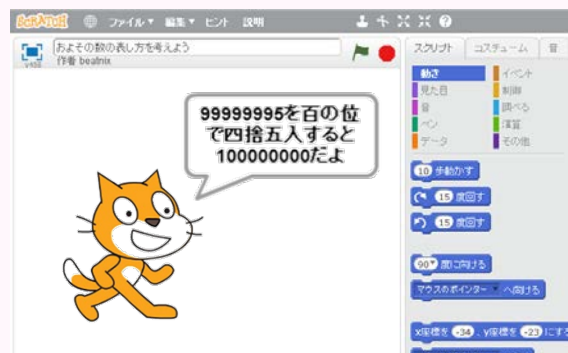 SCRATCH ファイル▼ 編集▼ ヒント 説明
およその数の表し方を考えよう
作者 beatnix
v458
99999995を百の位
で四捨五入すると
100000000だよ
スクリプト コスチューム 音
動き イベント
見た目 制御
音 調べる
ペン 演算
データ その他
10 歩動かす
15 度回す
15 度回す
90▼ 度に向ける
マウスのポインター へ向ける
x座標を -34 、y座標を -23 にする